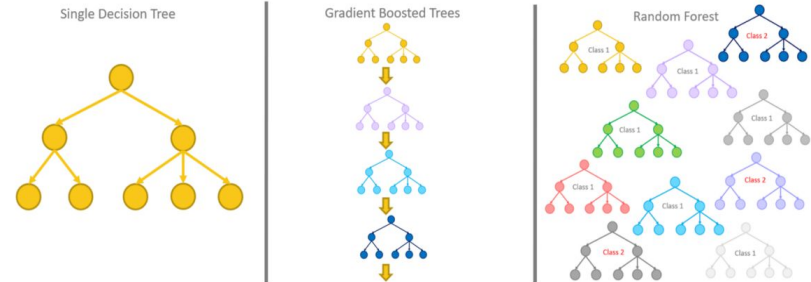 Single Decision Tree
Gradient Boosted Trees
Random Forest
Class 1
Class 2
Class 1
Class 1
Class 1
Class 1
Class 2
Class 1
Class 2
Class 1